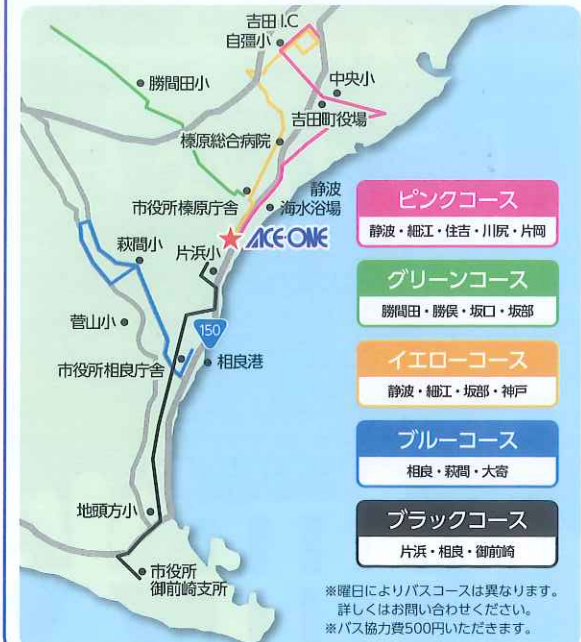 吉田I.C
自彊小
勝間田小
中央小
吉田町役場
榛原総合病院
静波
海水浴場
市役所榛原庁舎
ACE-ONE
片浜小
萩間小
菅山小
150
市役所相良庁舎
相良港
地頭方小
市役所
御前崎支所
ピンクコース
静波・細江・住吉・川尻・片岡
グリーンコース
勝間田・勝俣・坂口・坂部
イエローコース
静波・細江・坂部・神戸
ブルーコース
相良・萩間・大寄
ブラックコース
片浜・相良・御前崎
※曜日によりバスコースは異なります。
詳しくはお問い合わせください。
※バス協力費500円いただきます。